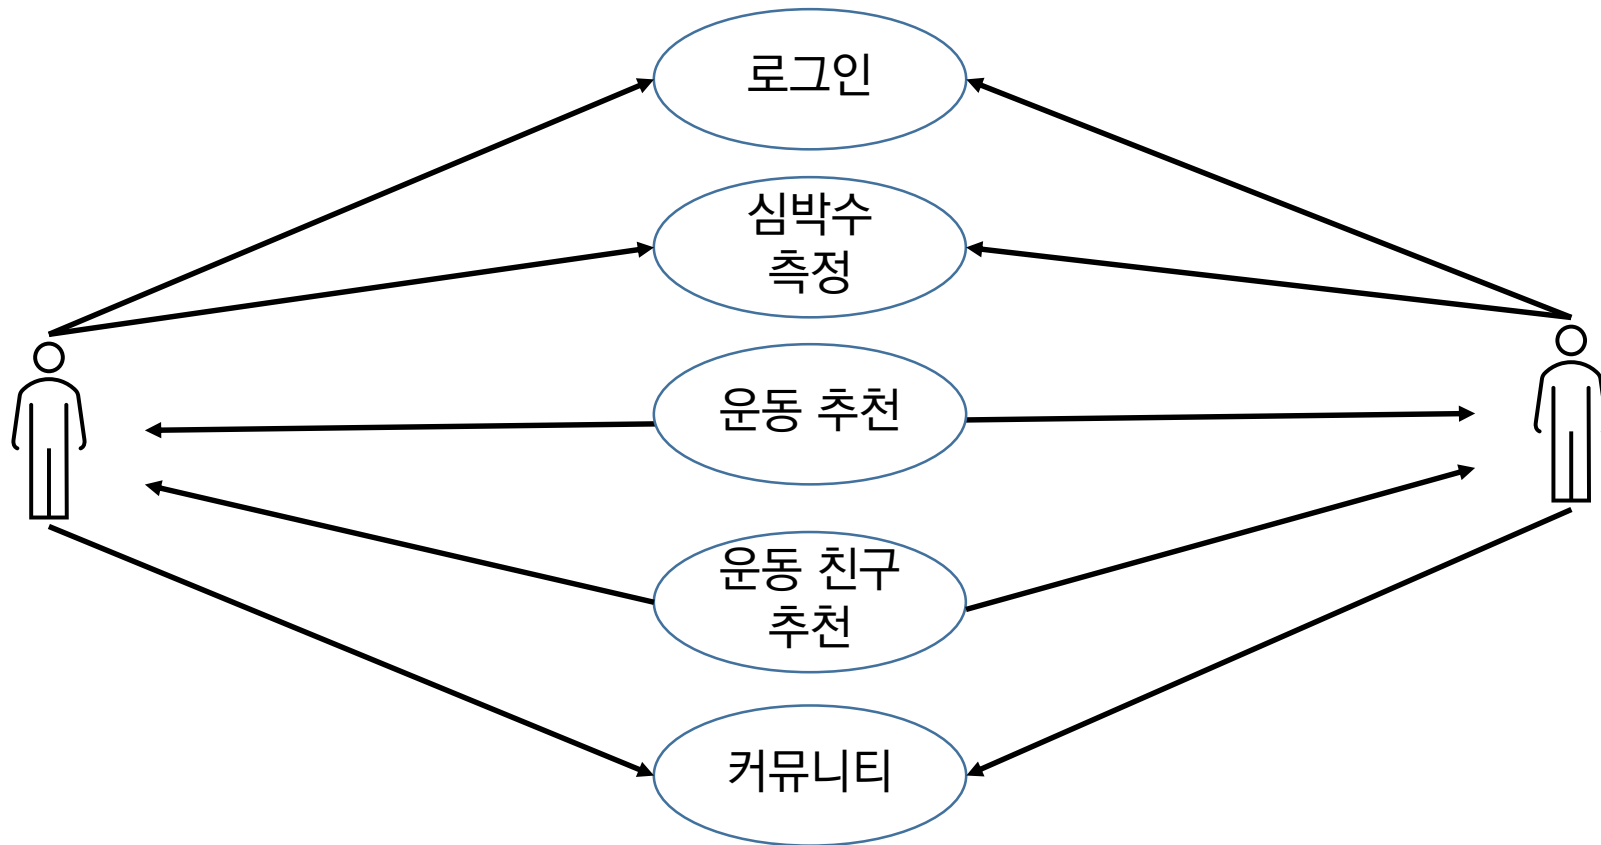 로그인
심박수
측정
운동 추천
운동 친구
추천
커뮤니티